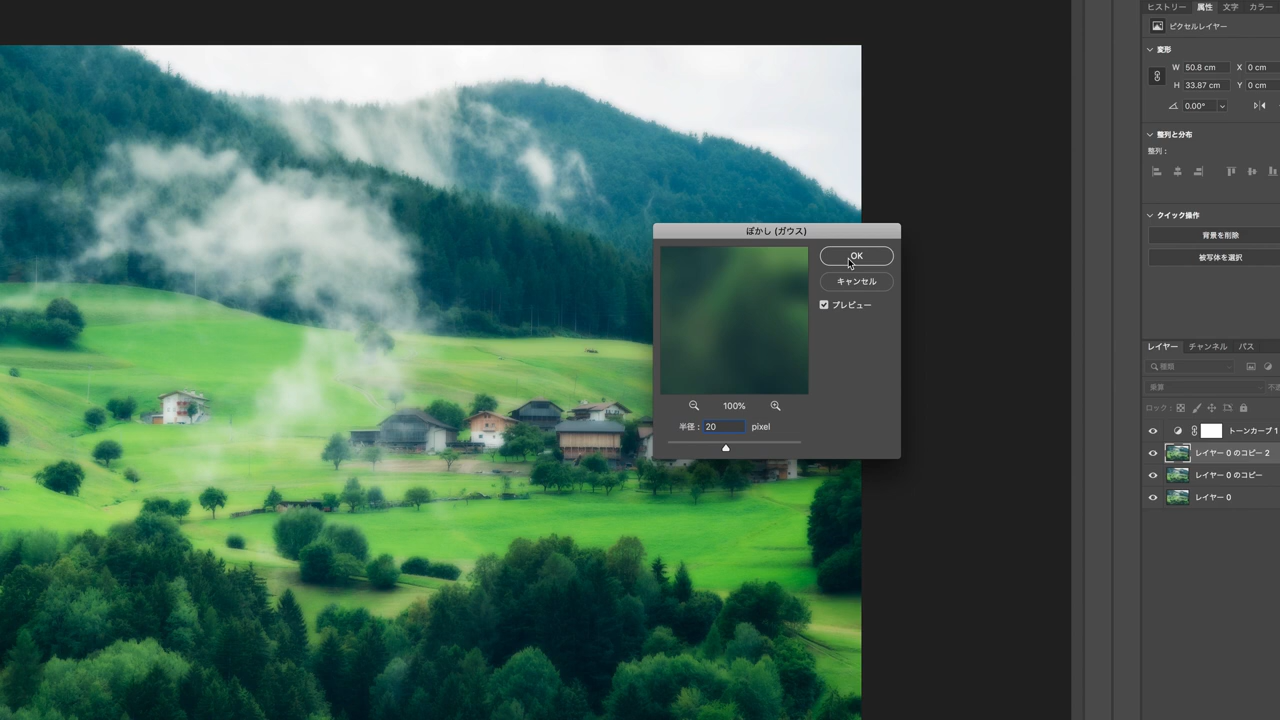 ヒストリー 属性 文字 カラー
ピクセルレイヤー
変形
W 50.8 cm X 0 cm
H 33.87 cm Y 0 cm
0.00°
整列と分布
整列 :
クイック操作
背景を削除
被写体を選択
ぼかし (ガウス)
OK
キャンセル
プレビュー
100%
半径 : 20 pixel
レイヤー チャンネル パス
種類
乗算
ロック :
トーンカーブ 1
レイヤー 0 のコピー 2
レイヤー 0 のコピー
レイヤー 0